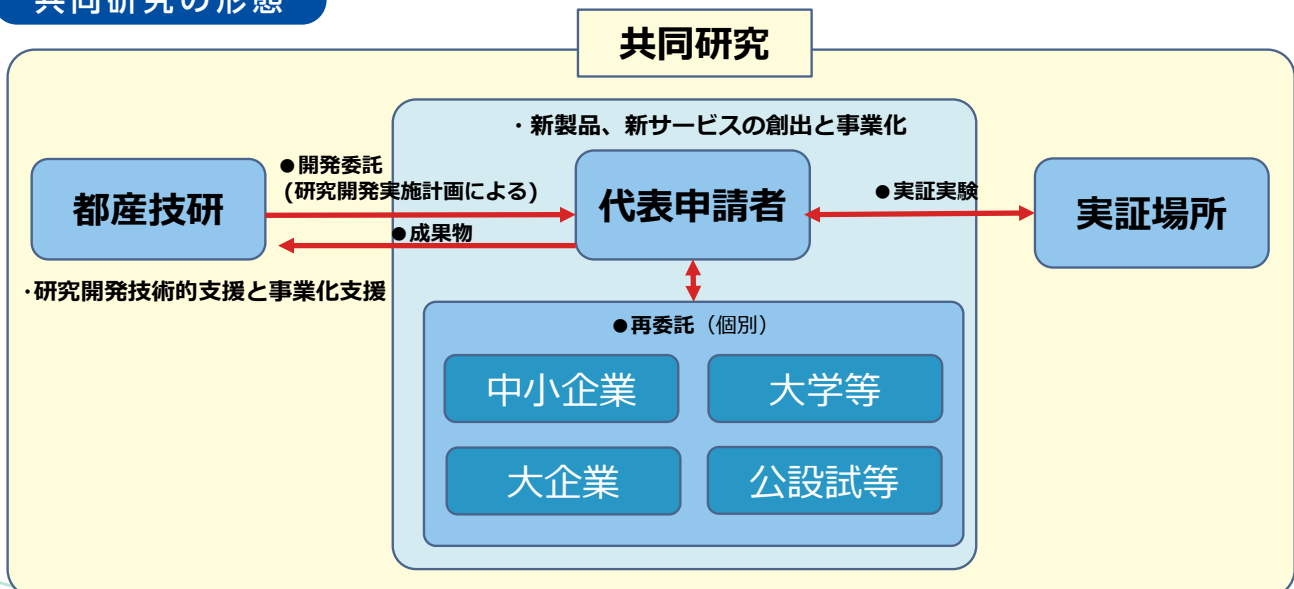 共同研究の形態
共同研究
・新製品、新サービスの創出と事業化
●開発委託
(研究開発実施計画による)
都産技研
代表申請者
●実証実験
実証場所
●成果物
・研究開発技術的支援と事業化支援
●再委託（個別）
中小企業
大学等
大企業
公設試等